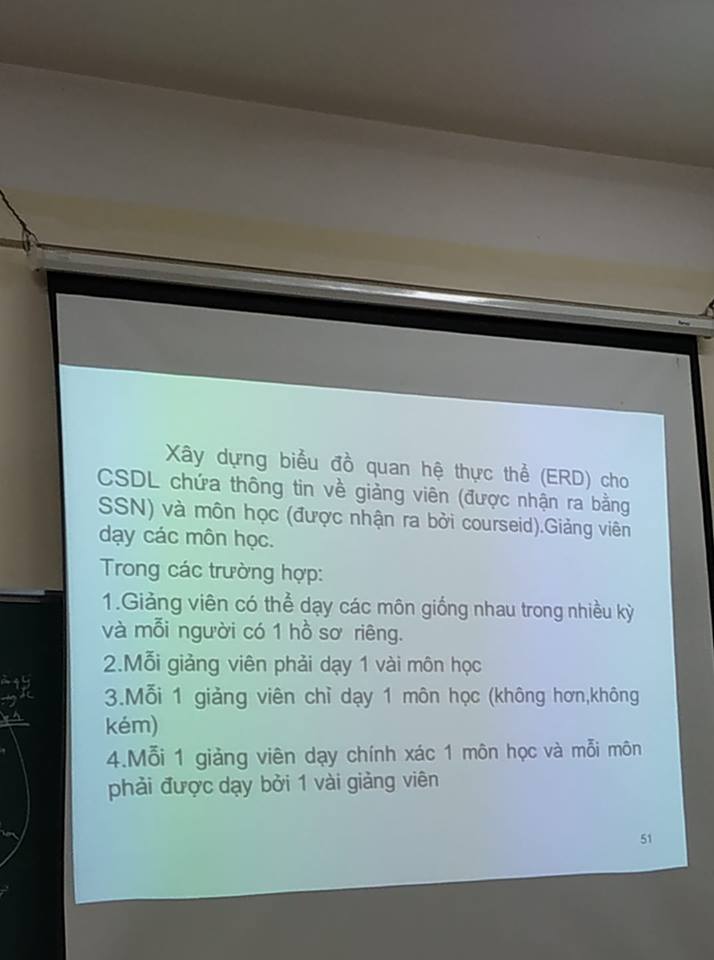 Xây dựng biểu đồ quan hệ thực thể (ERD) cho
CSDL chứa thông tin về giảng viên (được nhận ra bằng
SSN) và môn học (được nhận ra bởi courseid).Giảng viên
dạy các môn học.
Trong các trường hợp:
1.Giảng viên có thể dạy các môn giống nhau trong nhiều kỳ
và mỗi người có 1 hồ sơ riêng.
2.Mỗi giảng viên phải dạy 1 vài môn học
3.Mỗi 1 giảng viên chỉ dạy 1 môn học (không hơn,không
kém)
4.Mỗi 1 giảng viên dạy chính xác 1 môn học và mỗi môn
phải được dạy bởi 1 vài giảng viên
51